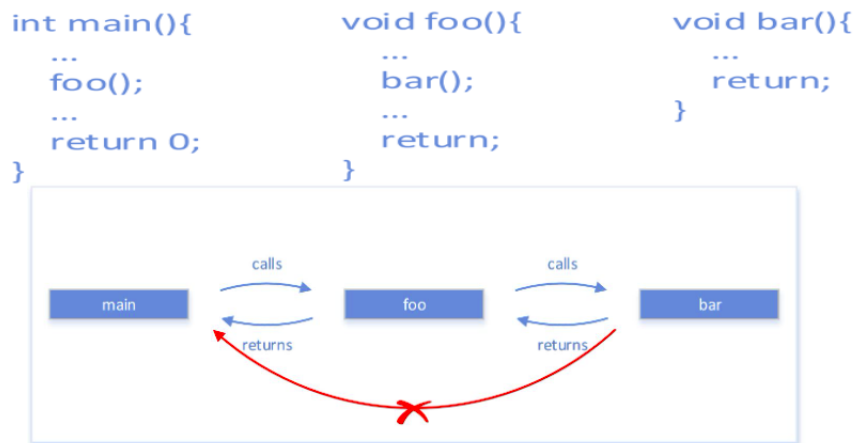 int main(){
...
foo();
...
return 0;
}
void foo(){
...
bar();
...
return;
}
void bar(){
...
return;
}
calls
calls
main
foo
bar
returns
returns